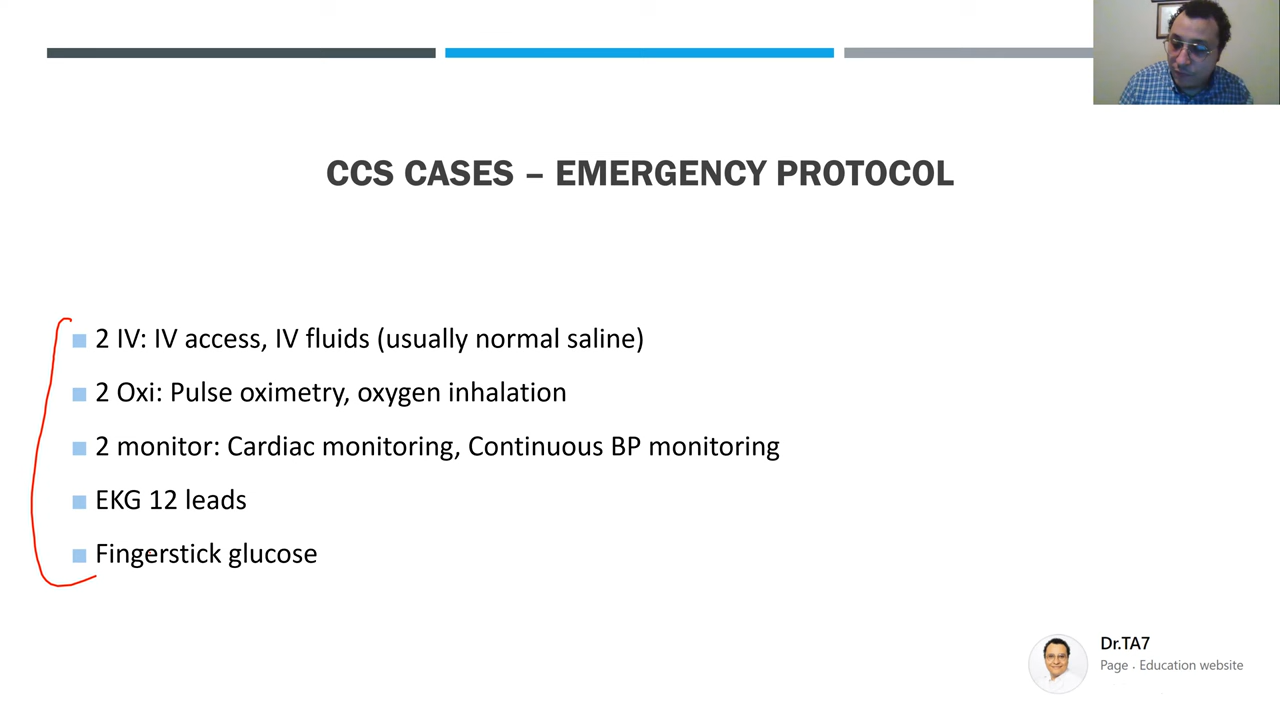 CCS CASES – EMERGENCY PROTOCOL
2 IV: IV access, IV fluids (usually normal saline)
2 Oxi: Pulse oximetry, oxygen inhalation
2 monitor: Cardiac monitoring, Continuous BP monitoring
EKG 12 leads
Fingerstick glucose
Dr.TA7
Page · Education website